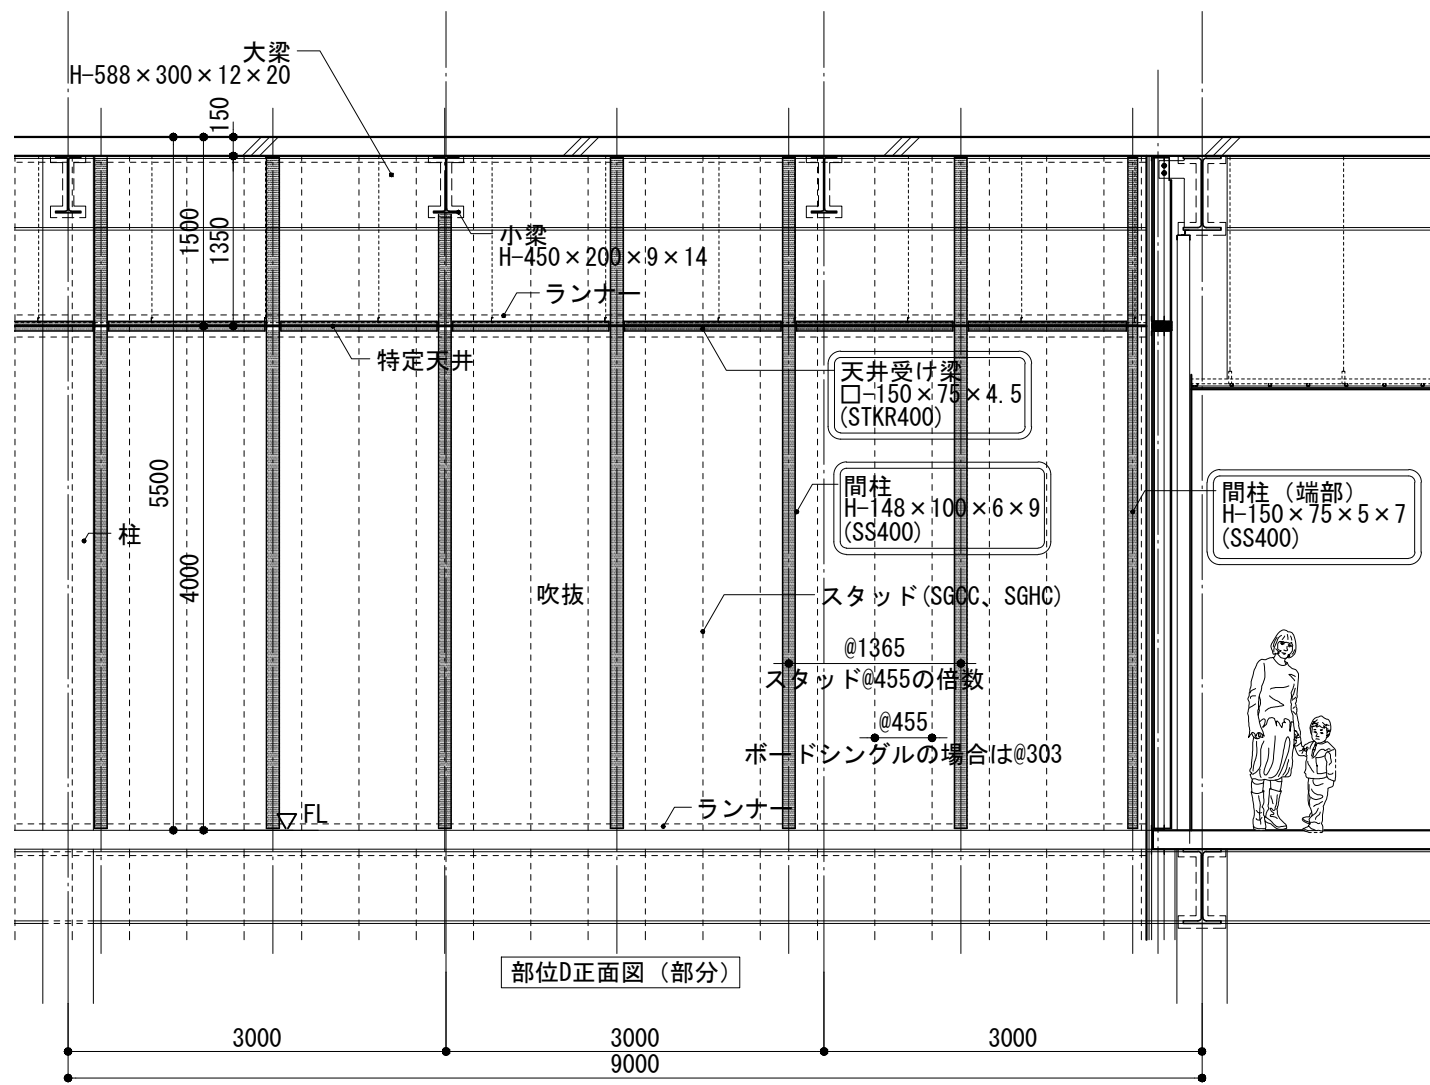 大梁
H-588×300×12×20
150
1500
1350
小梁
H-450×200×9×14
ランナー
特定天井
天井受け梁
□-150×75×4.5
(STKR400)
間柱
H-148×100×6×9
(SS400)
間柱（端部）
H-150×75×5×7
(SS400)
5500
柱
4000
吹抜
スタッド(SGCC、SGHC)
@1365
スタッド@455の倍数
@455
ボードシングルの場合は@303
ランナー
FL
部位D正面図（部分）
3000
3000
3000
9000